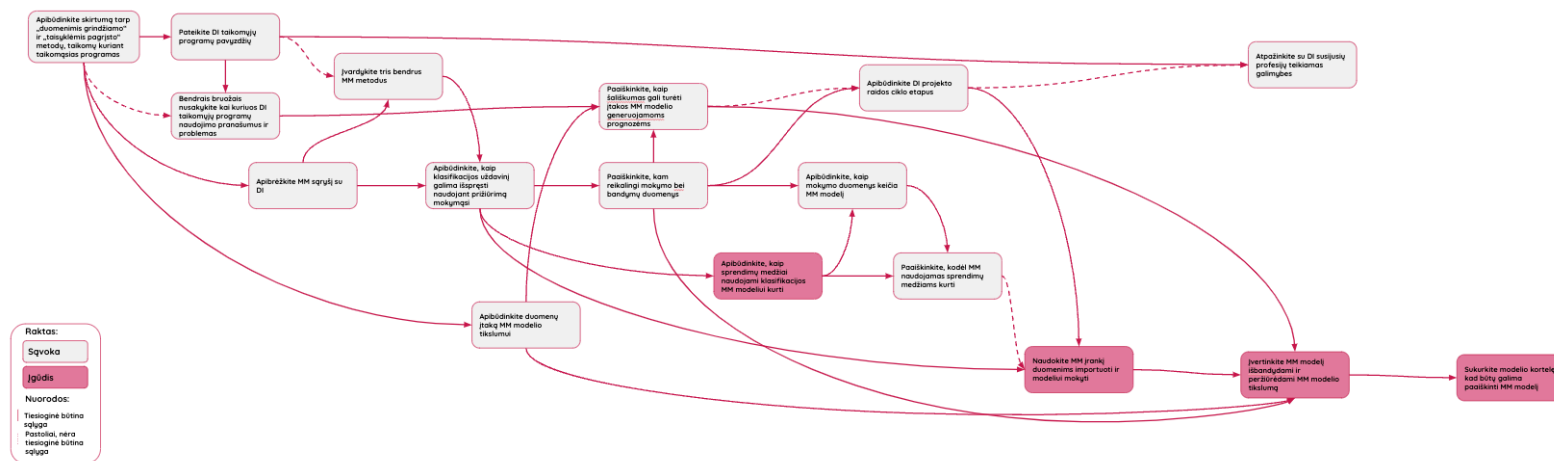 Apibūdinkite skirtumą tarp
„duomenimis grindžiamo“
ir „taisyklėmis pagrįsto“
metodų, taikomų kuriant
taikomąsias programas
Pateikite DI taikomųjų
programų pavyzdžių
Įvardykite tris bendrus
MM metodus
Bendrais bruožais
nusakykite kai kuriuos DI
taikomųjų programų
naudojimo pranašumus ir
problemas
Paaiškinkite, kaip
šališkumas gali turėti
įtakos MM modelio
generuojamoms
prognozėms
Apibūdinkite DI projekto
raidos ciklo etapus
Atpažinkite su DI susijusių
profesijų teikiamas
galimybes
Apibrėžkite MM sąryšį su
DI
Apibūdinkite, kaip
klasifikacijos uždavinį
galima išspręsti
naudojant prižiūrimą
mokymąsi
Paaiškinkite, kam
reikalingi mokymo bei
bandymų duomenys
Apibūdinkite, kaip
mokymo duomenys keičia
MM modelį
Apibūdinkite, kaip
sprendimų medžiai
naudojami klasifikacijos
MM modeliui kurti
Paaiškinkite, kodėl MM
naudojamas sprendimų
medžiams kurti
Apibūdinkite duomenų
įtaką MM modelio
tikslumui
Naudokite MM įrankį
duomenims importuoti ir
modeliui mokyti
Įvertinkite MM modelį
išbandydami ir
peržiūrėdami MM modelio
tikslumą
Sukurkite modelio kortelę,
kad būtų galima
paaiškinti MM modelį
Raktas:
Sąvoka
Įgūdis
Nuorodos:
Tiesioginė būtina
sąlyga
Pastoliai, nėra
tiesioginė būtina
sąlyga